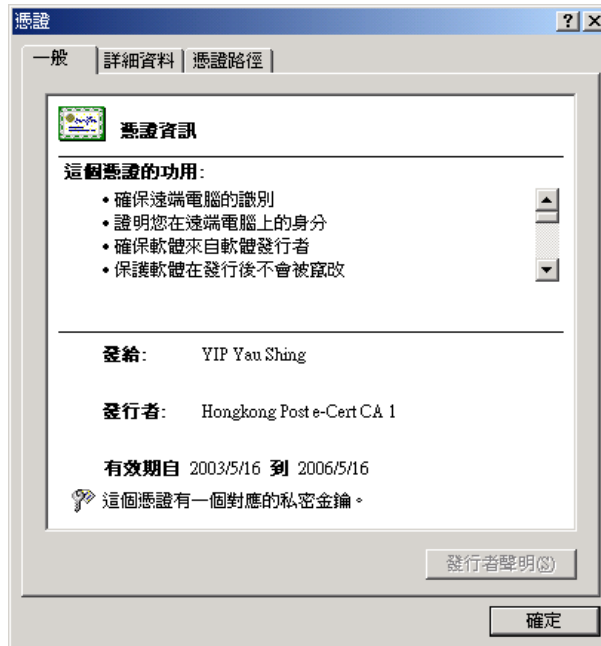 憑證
一般 詳細資料 憑證路徑
憑證資訊
這個憑證的功用:
• 確保遠端電腦的識別
• 證明您在遠端電腦上的身分
• 確保軟體來自軟體發行者
• 保護軟體在發行後不會被竄改
發給: YIP Yau Shing
發行者: Hongkong Post e-Cert CA 1
有效期自 2003/5/16 到 2006/5/16
這個憑證有一個對應的私密金鑰。
發行者聲明(S)
確定